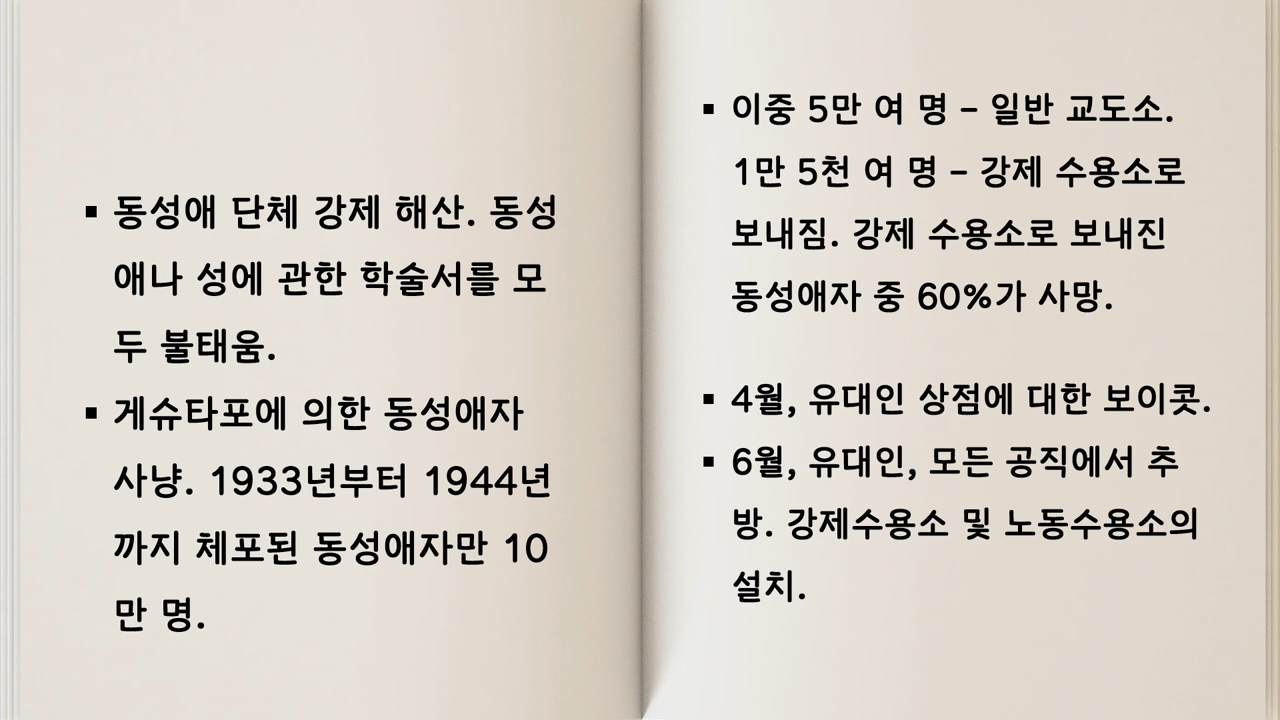 ▪ 동성애 단체 강제 해산. 동성
애나 성에 관한 학술서를 모
두 불태움.
▪ 게슈타포에 의한 동성애자
사냥. 1933년부터 1944년
까지 체포된 동성애자만 10
만 명.
▪ 이중 5만 여 명 – 일반 교도소.
1만 5천 여 명 – 강제 수용소로
보내짐. 강제 수용소로 보내진
동성애자 중 60%가 사망.
▪ 4월, 유대인 상점에 대한 보이콧.
▪ 6월, 유대인, 모든 공직에서 추
방. 강제수용소 및 노동수용소의
설치.